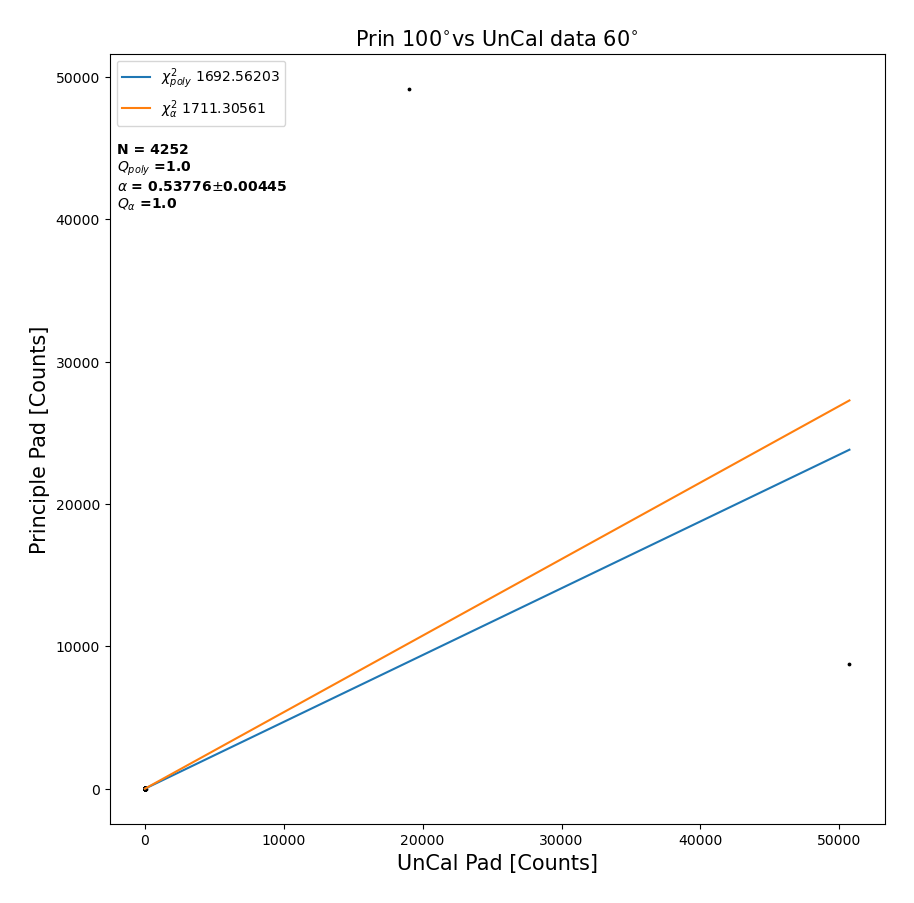 Prin 100°vs UnCal data 60°
χ²poly 1692.56203
χ²α 1711.30561
N = 4252
Qpoly =1.0
α = 0.53776±0.00445
Qα =1.0
50000
40000
30000
20000
10000
0
Principle Pad [Counts]
0 10000 20000 30000 40000 50000
UnCal Pad [Counts]